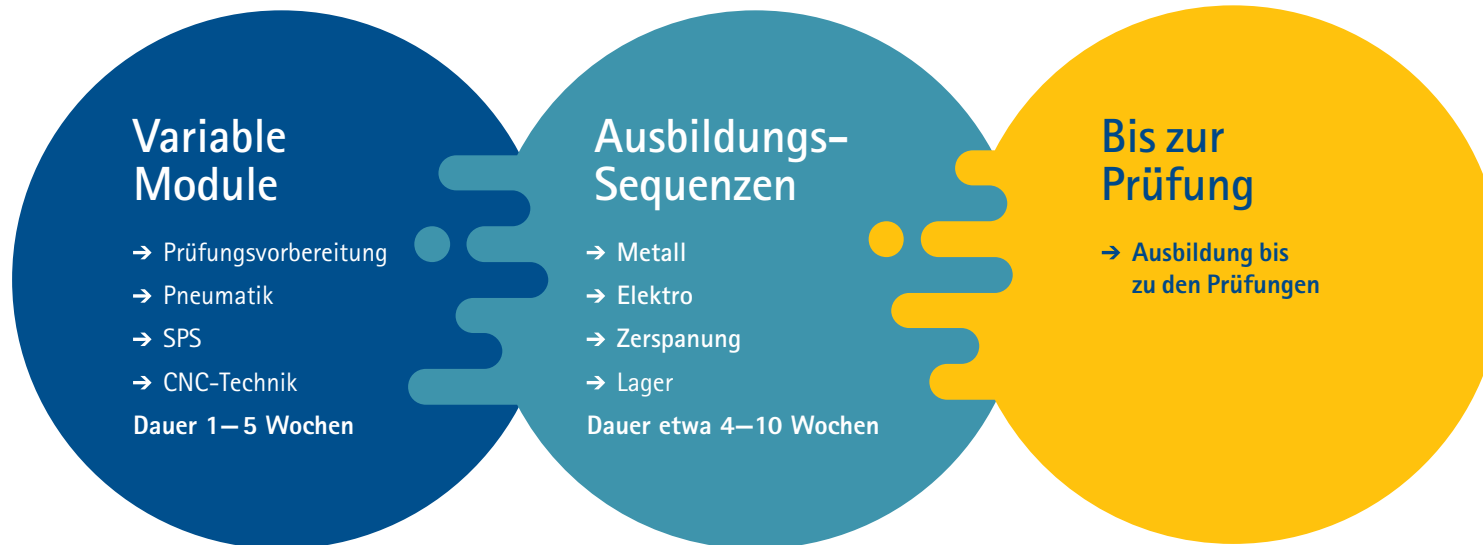 Variable
Module
→ Prüfungsvorbereitung
→ Pneumatik
→ SPS
→ CNC-Technik
Dauer 1—5 Wochen
Ausbildungs-
Sequenzen
→ Metall
→ Elektro
→ Zerspanung
→ Lager
Dauer etwa 4—10 Wochen
Bis zur
Prüfung
→ Ausbildung bis
zu den Prüfungen